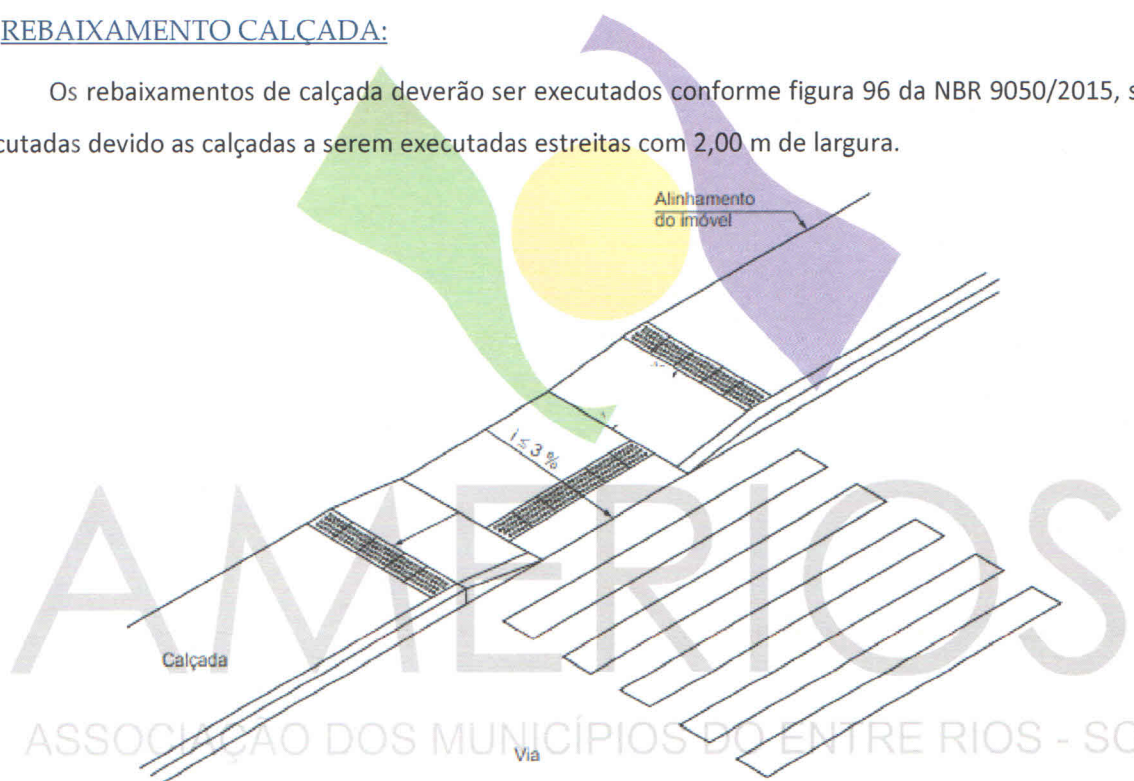 REBAIXAMENTO CALÇADA:
Os rebaixamentos de calçada deverão ser executados conforme figura 96 da NBR 9050/2015, s
cutadas devido as calçadas a serem executadas estreitas com 2,00 m de largura.
Alinhamento
do imóvel
i ≤ 3 %
Calçada
Via
AMERIOS
ASSOCIAÇÃO DOS MUNICÍPIOS DO ENTRE RIOS - SC